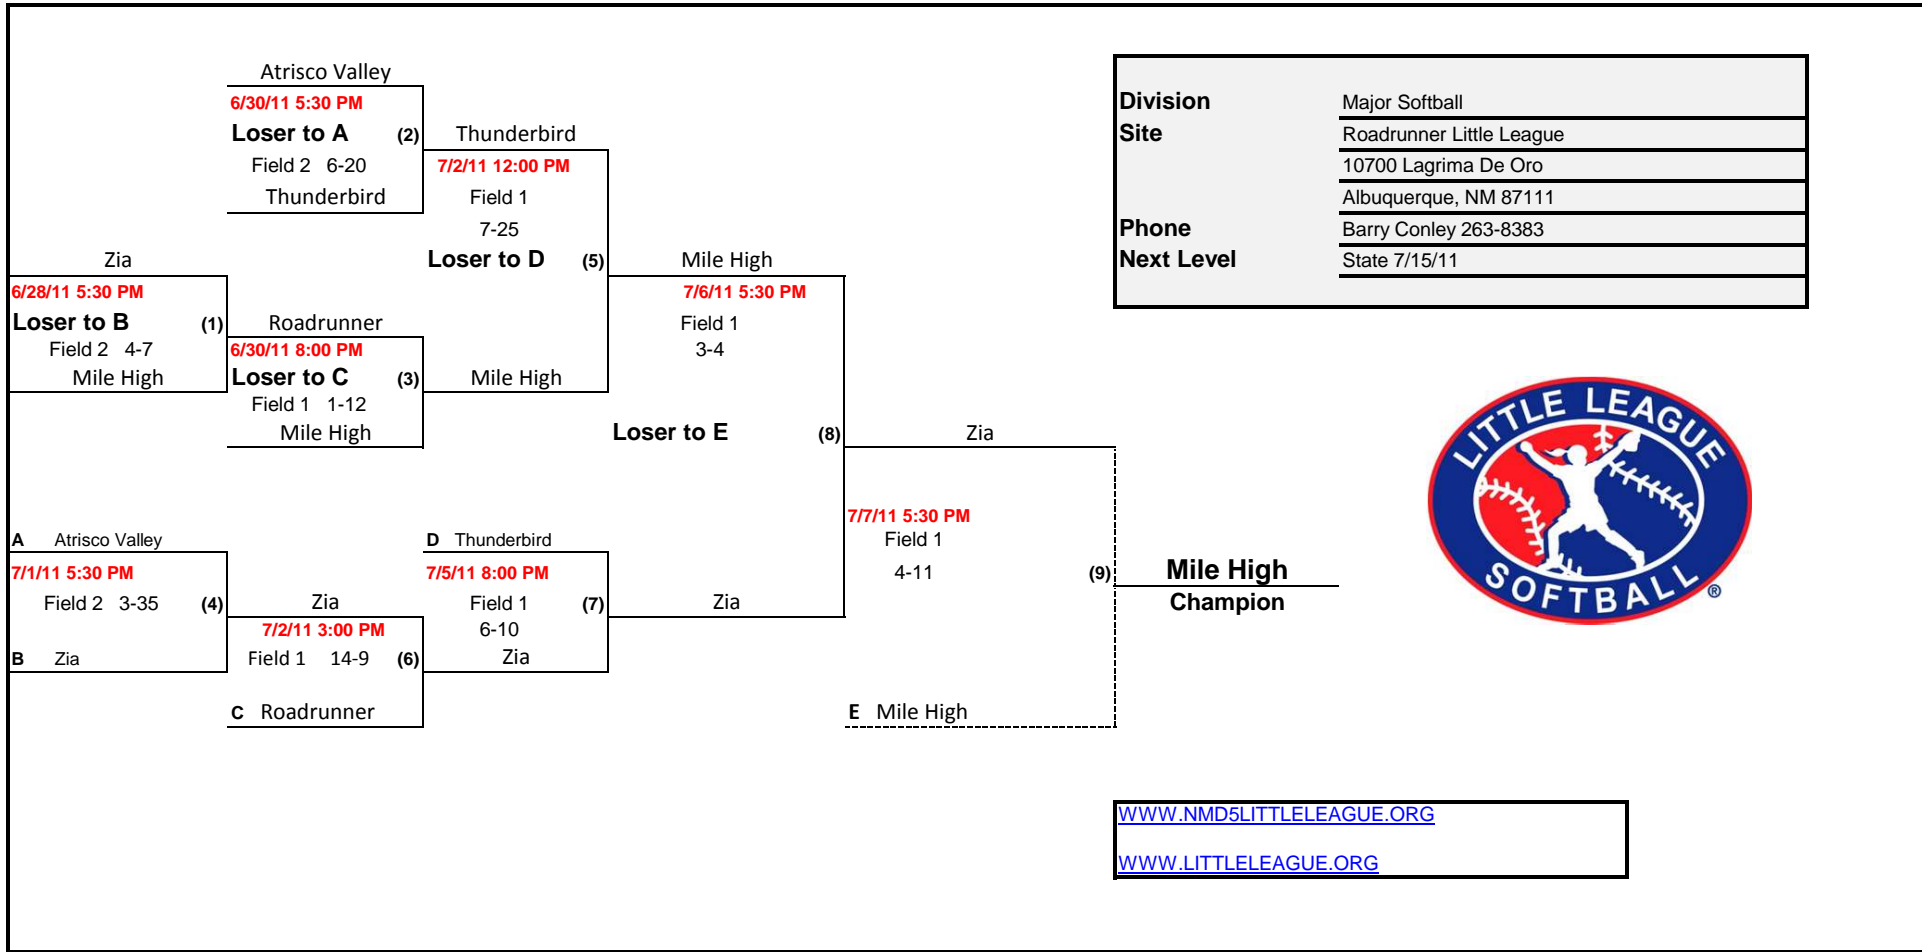 Atrisco Valley
6/30/11 5:30 PM
Loser to A (2)
Field 2 6-20
Thunderbird
Thunderbird
7/2/11 12:00 PM
Field 1
7-25
Loser to D (5)
Zia
6/28/11 5:30 PM
Loser to B (1)
Field 2 4-7
Mile High
Roadrunner
6/30/11 8:00 PM
Loser to C (3)
Field 1 1-12
Mile High
Mile High
Mile High
7/6/11 5:30 PM
Field 1
3-4
Loser to E (8)
Zia
A Atrisco Valley
7/1/11 5:30 PM
Field 2 3-35 (4)
B Zia
Zia
7/2/11 3:00 PM
Field 1 14-9 (6)
C Roadrunner
D Thunderbird
7/5/11 8:00 PM
Field 1 (7)
6-10
Zia
Zia
7/7/11 5:30 PM
Field 1
4-11 (9)
E Mile High
Mile High
Champion
Division Major Softball
Site Roadrunner Little League
10700 Lagrima De Oro
Albuquerque, NM 87111
Phone Barry Conley 263-8383
Next Level State 7/15/11
LITTLE LEAGUE
SOFTBALL ®
WWW.NMD5LITTLELEAGUE.ORG
WWW.LITTLELEAGUE.ORG